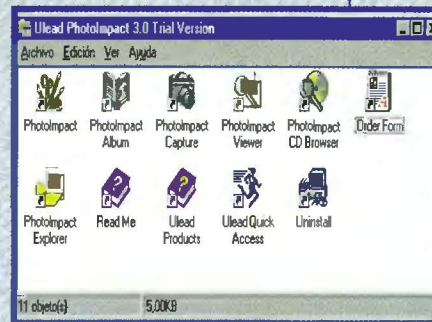 Ulead PhotoImpact 3.0 Trial Version
Archivo Edición Ver Ayuda
PhotoImpact
PhotoImpact Album
PhotoImpact Capture
PhotoImpact Viewer
PhotoImpact CD Browser
Order Form
PhotoImpact Explorer
Read Me
Ulead Products
Ulead Quick Access
Uninstall
11 objeto(s) 5,00KB